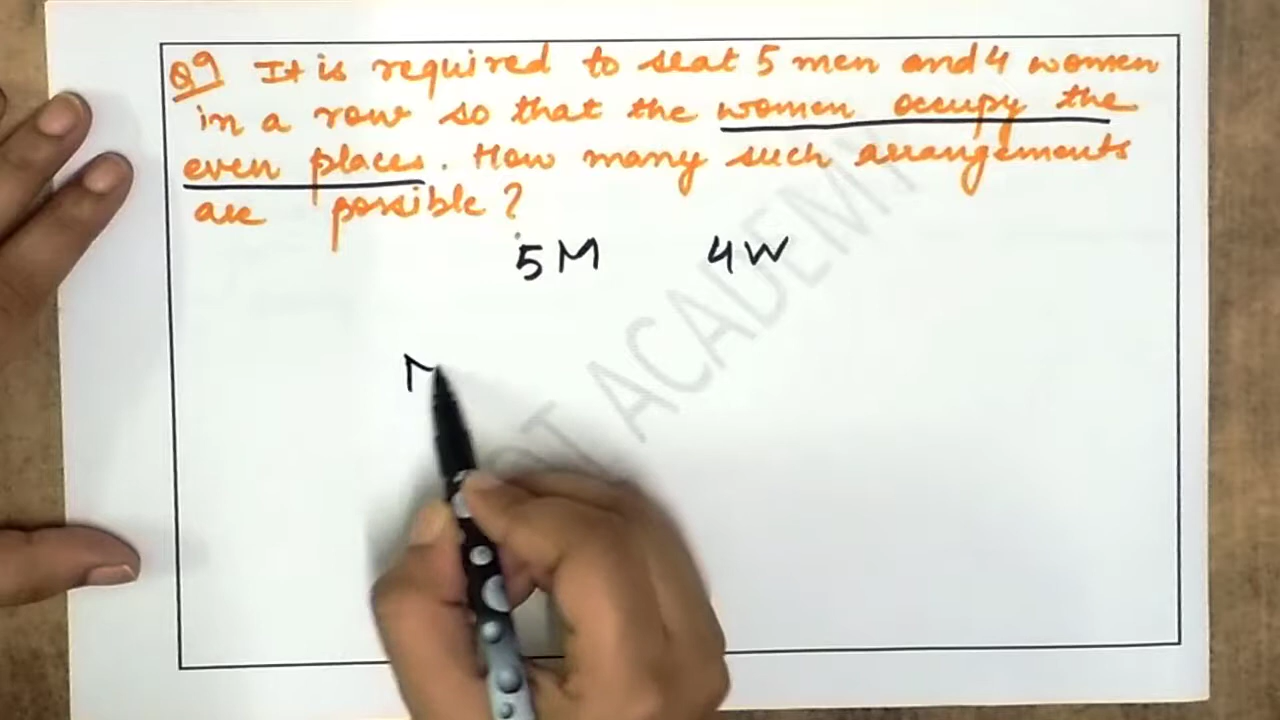 Q9 It is required to seat 5 men and 4 women
in a row so that the women occupy the
even places. How many such arrangements
are possible?
5M 4W
ACADEMY